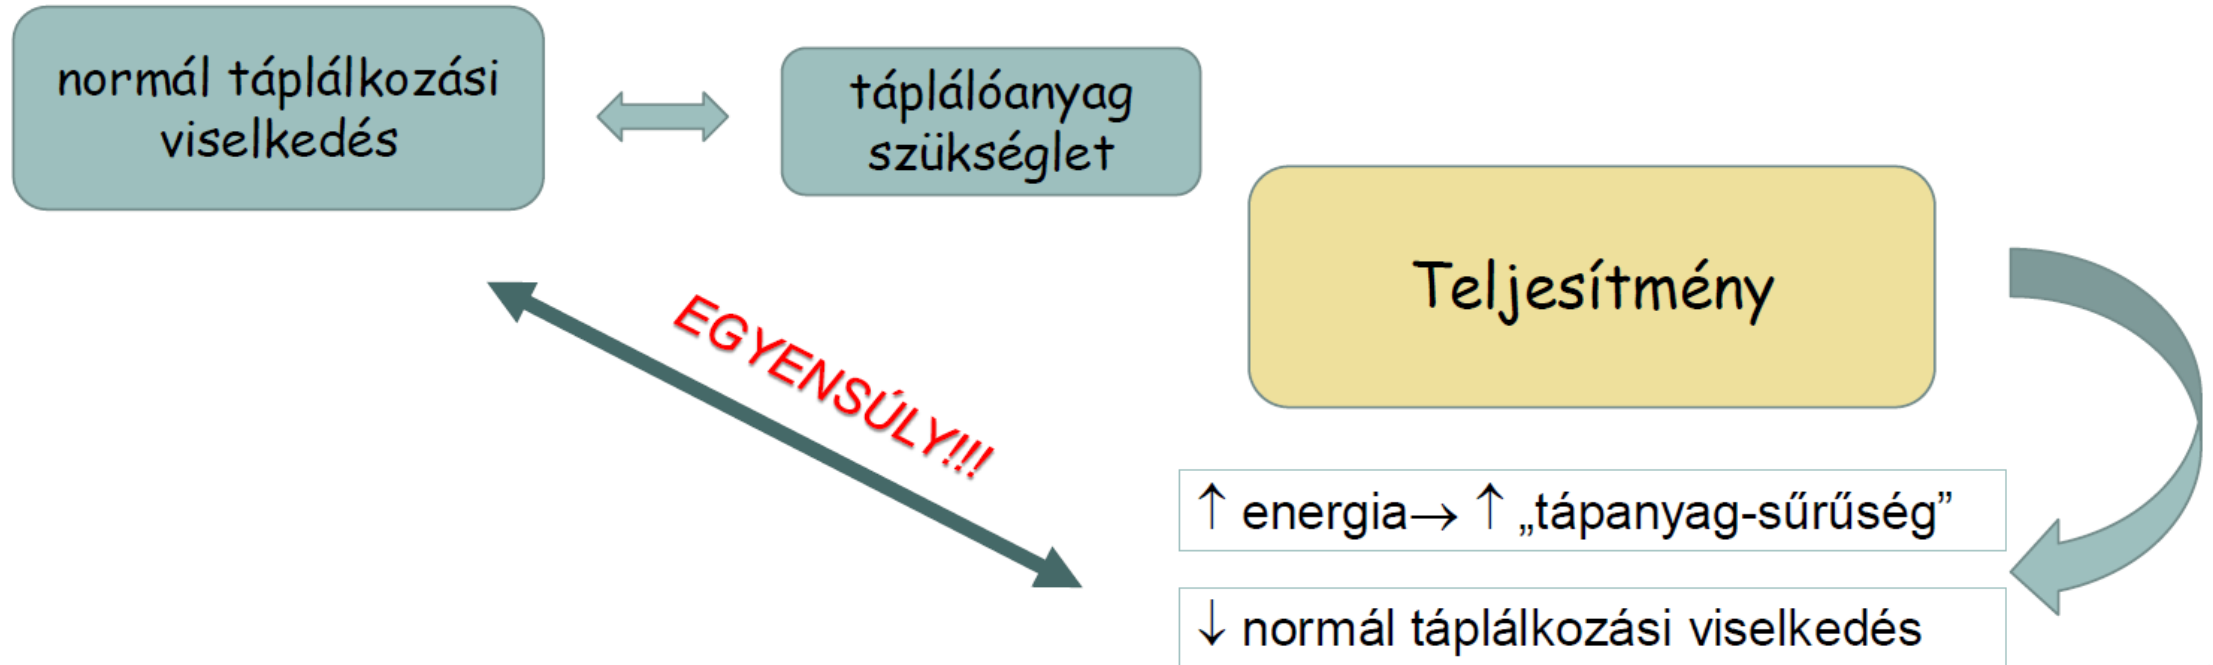 normál táplálkozási
viselkedés
táplálóanyag
szükséglet
Teljesítmény
EGYENSÚLY!!!
↑ energia→ ↑ „tápanyag-sűrűség”
↓ normál táplálkozási viselkedés